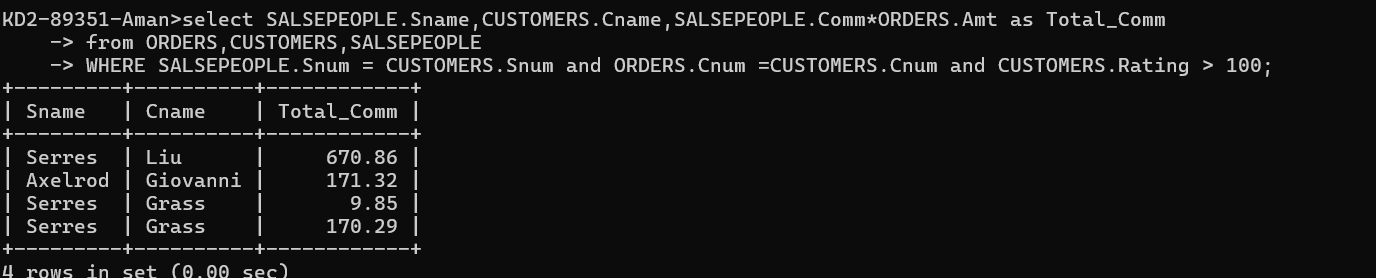 KD2-89351-Aman>select SALSEPEOPLE.Sname,CUSTOMERS.Cname,SALSEPEOPLE.Comm*ORDERS.Amt as Total_Comm
    -> from ORDERS,CUSTOMERS,SALSEPEOPLE
    -> WHERE SALSEPEOPLE.Snum = CUSTOMERS.Snum and ORDERS.Cnum =CUSTOMERS.Cnum and CUSTOMERS.Rating > 100;
+---------+----------+------------+
| Sname   | Cname    | Total_Comm |
+---------+----------+------------+
| Serres  | Liu      |     670.86 |
| Axelrod | Giovanni |     171.32 |
| Serres  | Grass    |       9.85 |
| Serres  | Grass    |     170.29 |
+---------+----------+------------+
4 rows in set (0.00 sec)